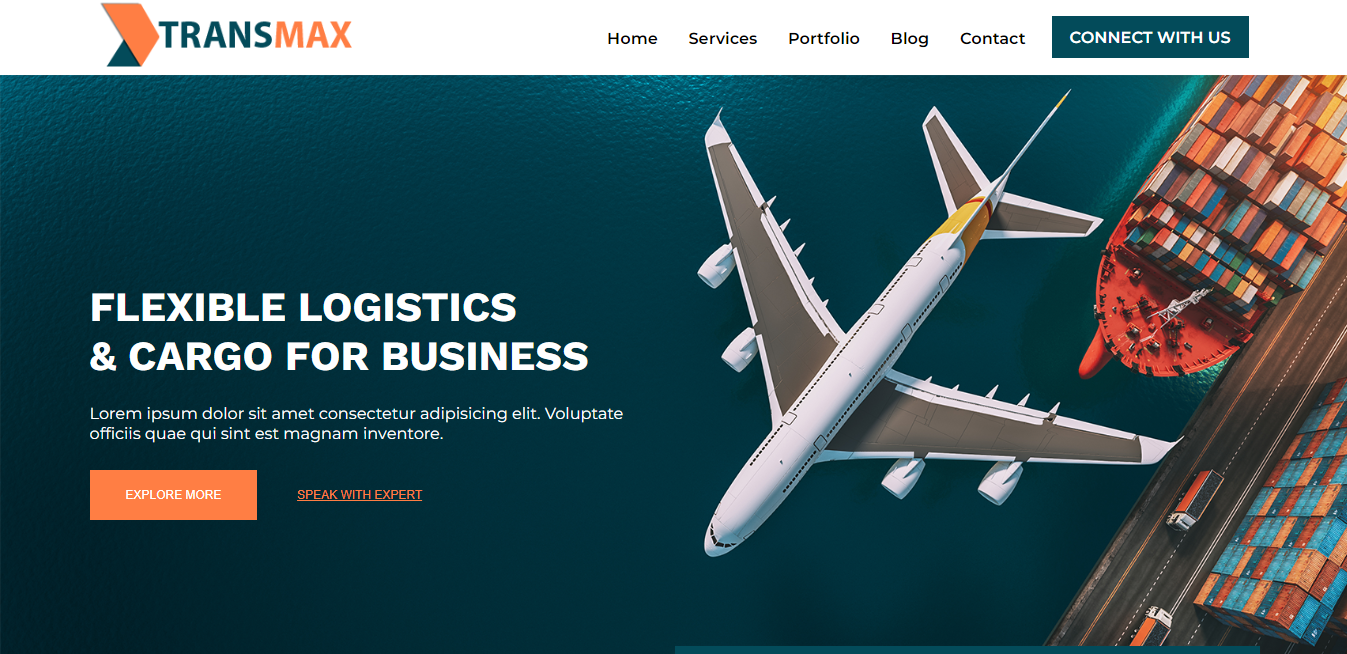 TRANSMAX
Home Services Portfolio Blog Contact CONNECT WITH US
FLEXIBLE LOGISTICS
& CARGO FOR BUSINESS
Lorem ipsum dolor sit amet consectetur adipisicing elit. Voluptate
officiis quae qui sint est magnam inventore.
EXPLORE MORE SPEAK WITH EXPERT